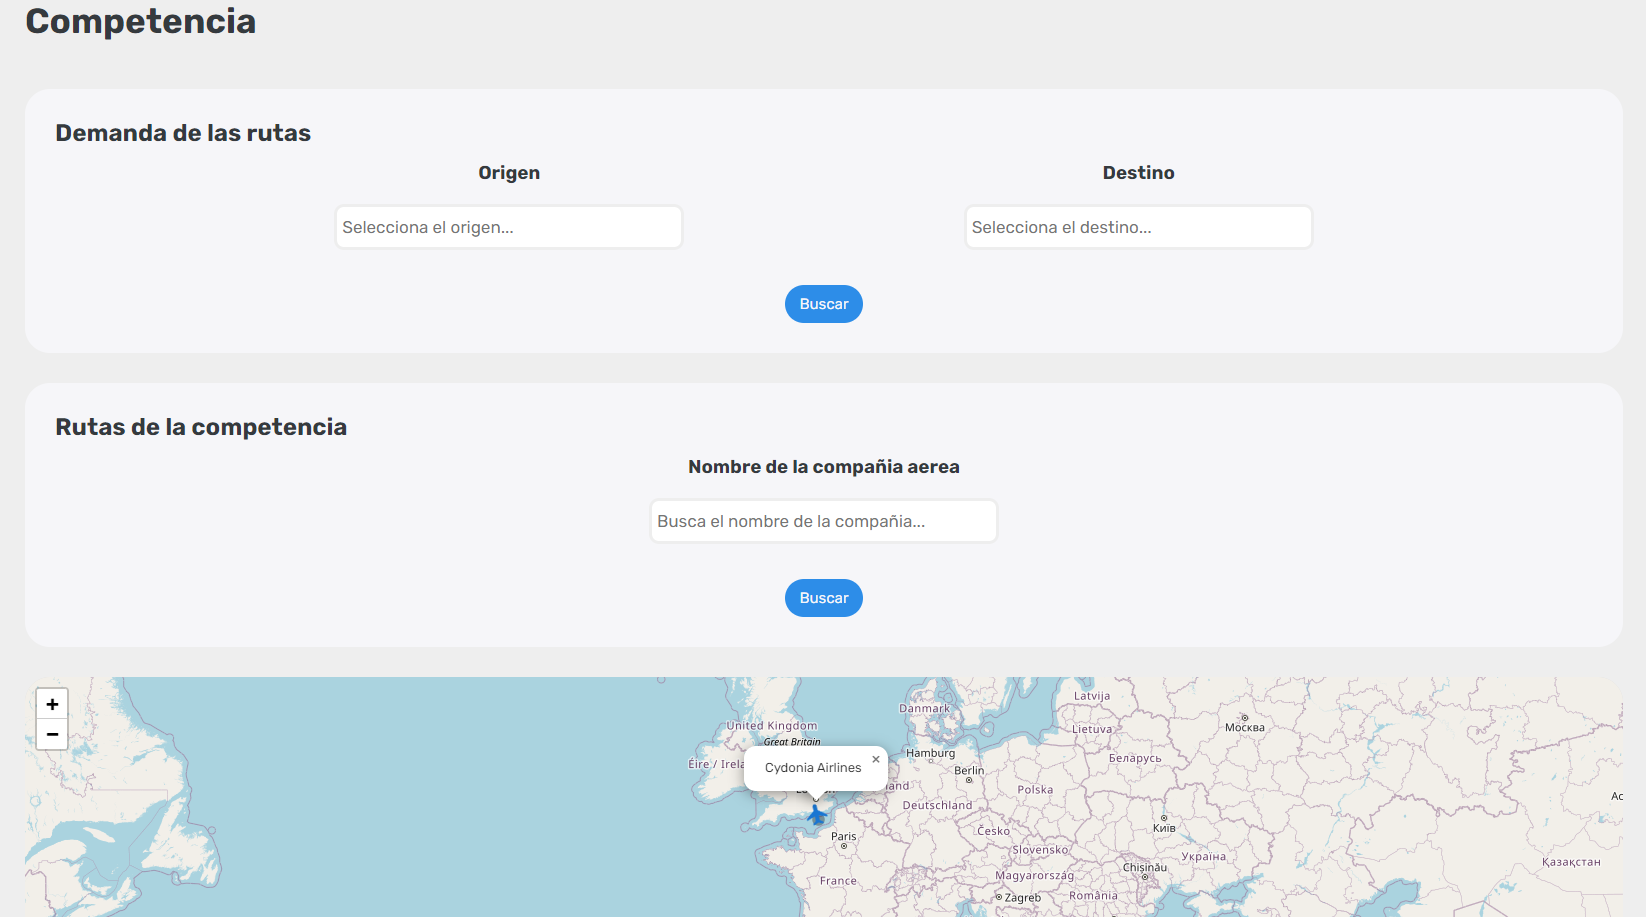 Competencia
Demanda de las rutas
Origen
Destino
Selecciona el origen...
Selecciona el destino...
Buscar
Rutas de la competencia
Nombre de la compañia aerea
Busca el nombre de la compañia...
Buscar
+
−
Latvija
Danmark
United Kingdom
Москва
Lietuva
Great Britain
Hamburg
Беларусь
Éire / Irela
Cydonia Airlines
×
Berlin
Polska
Deutschland
Česko
Київ
Paris
Slovensko
Україна
Қазақстан
Chișinău
France
Magyarország
Zagreb
România